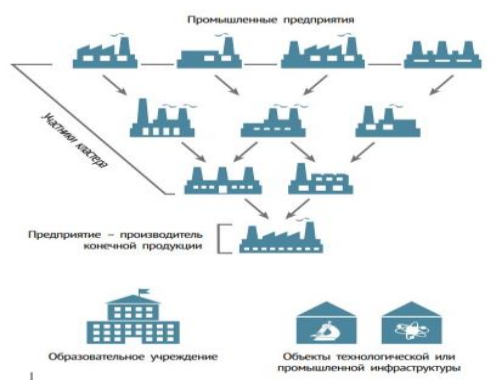 Промышленные предприятия
Участники кластера
Предприятие – производитель
конечной продукции
Образовательное учреждение
Объекты технологической или
промышленной инфраструктуры